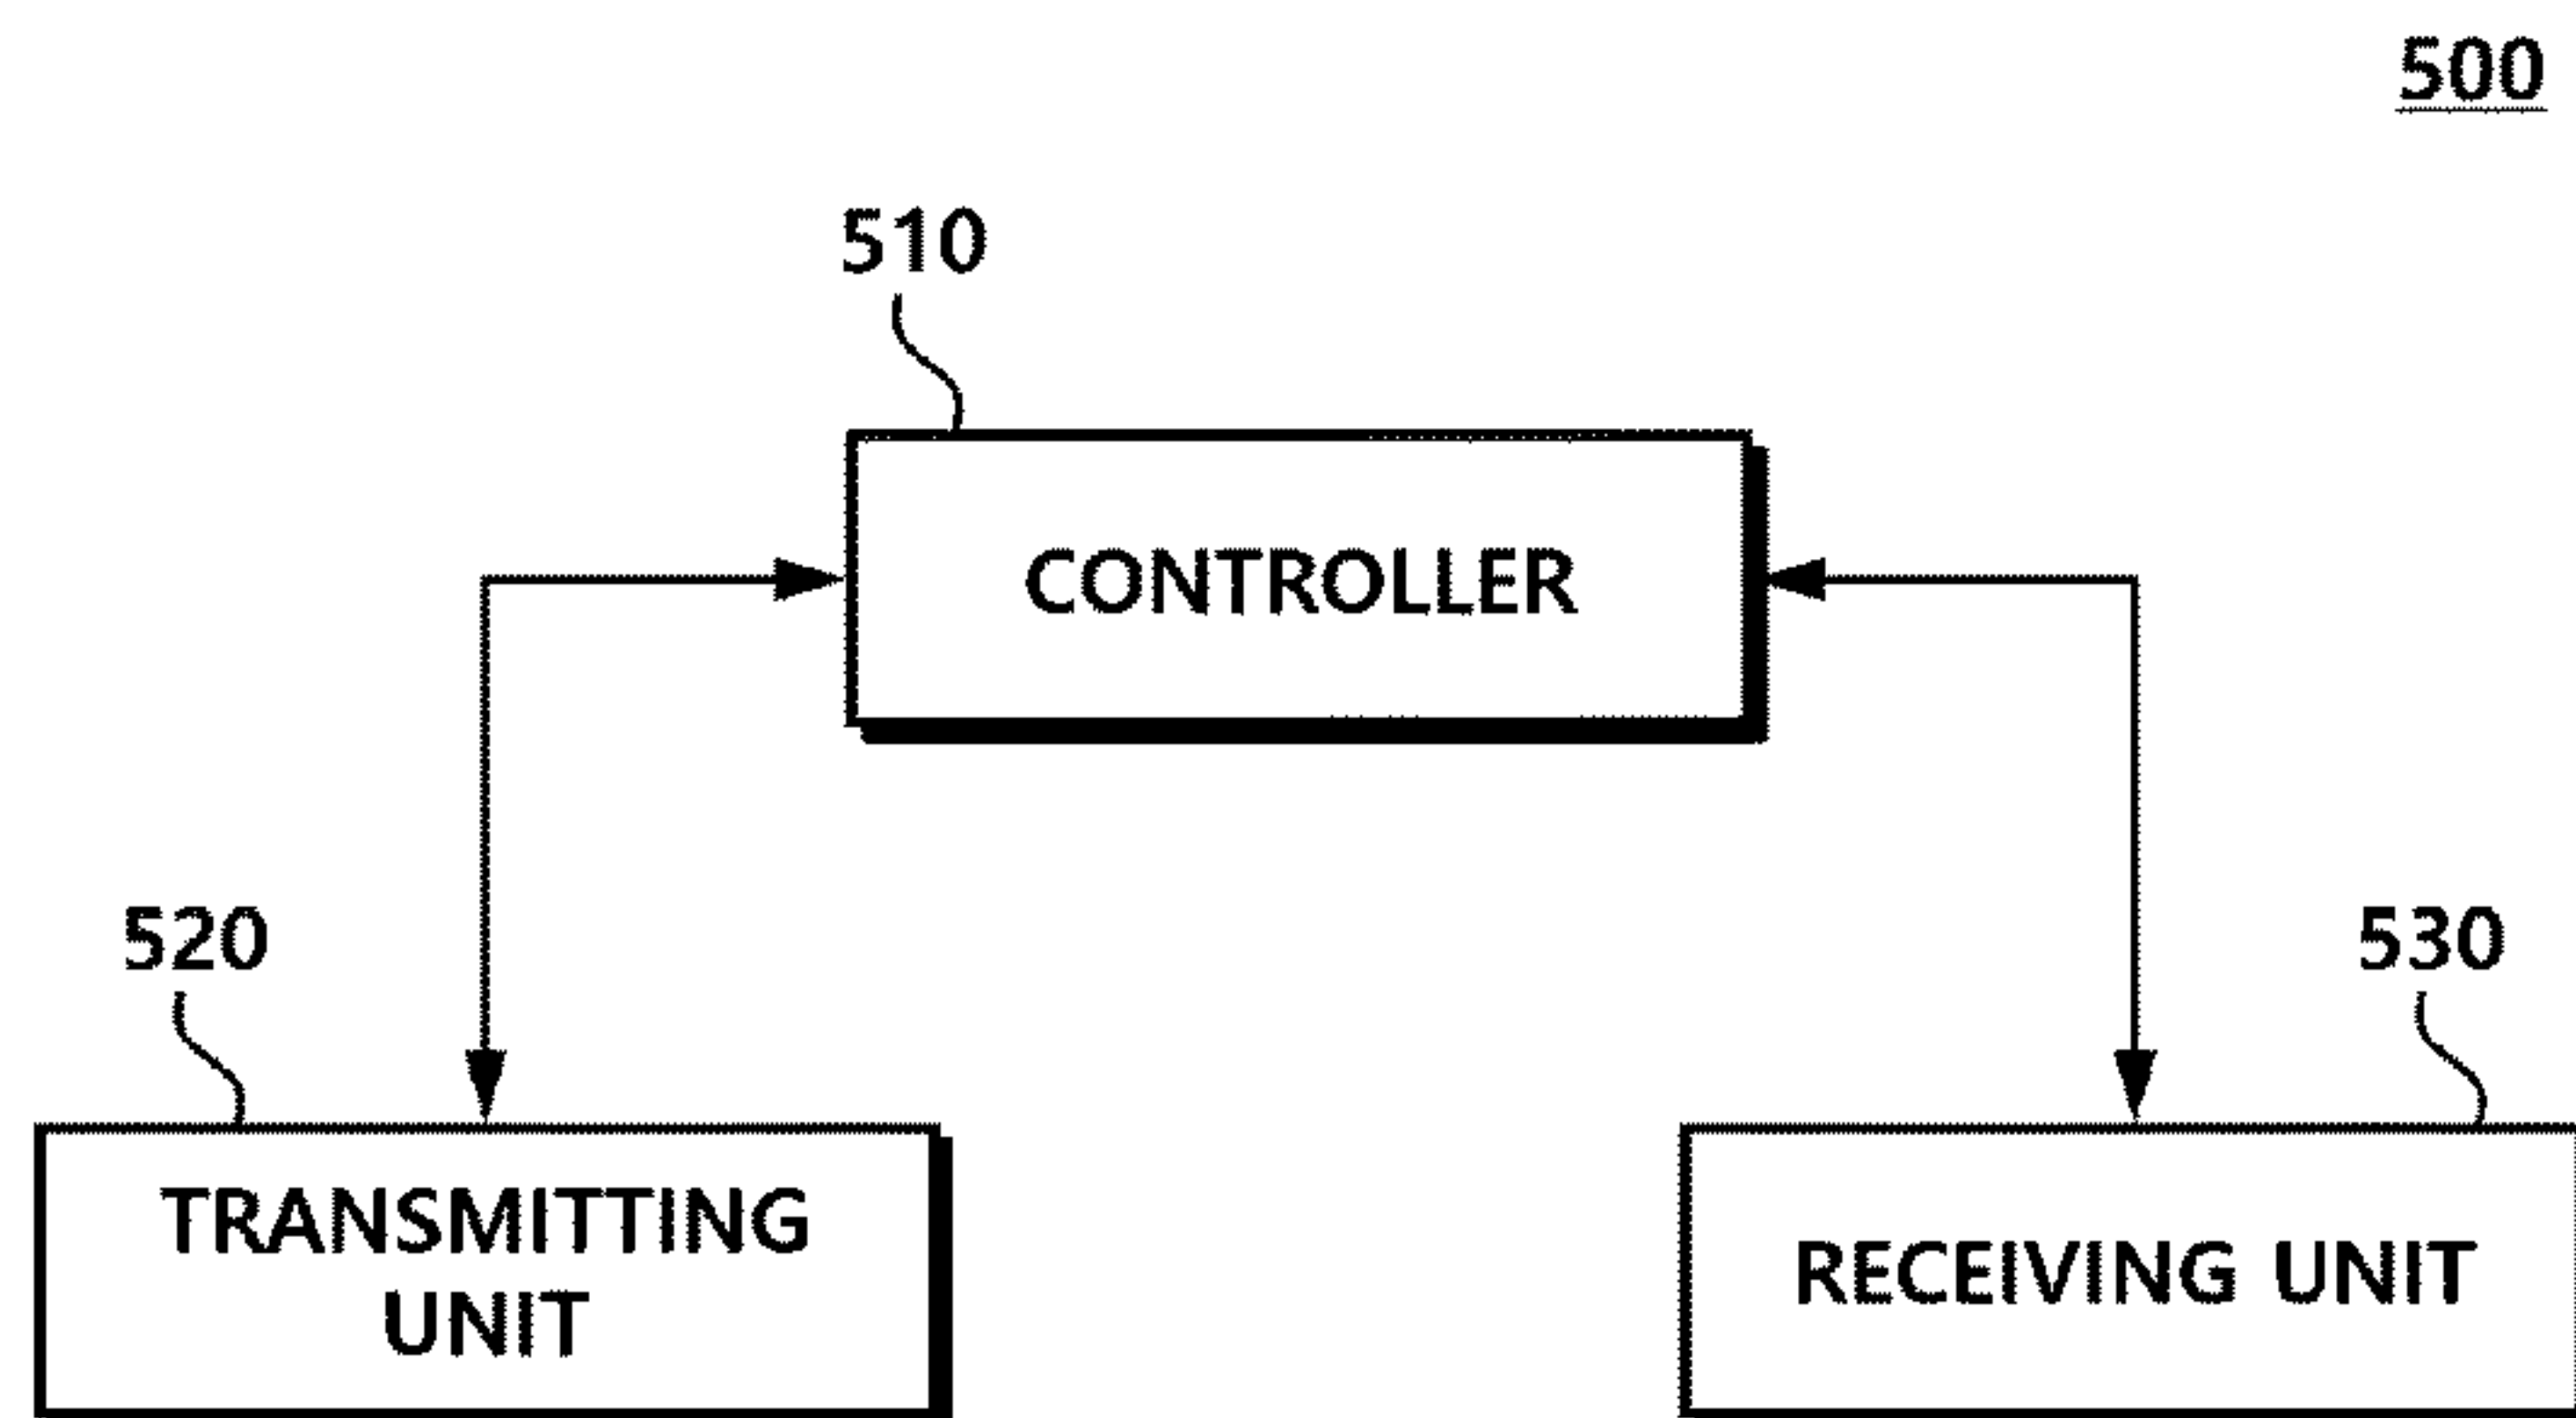 500
510
CONTROLLER
520
530
TRANSMITTING
UNIT
RECEIVING UNIT